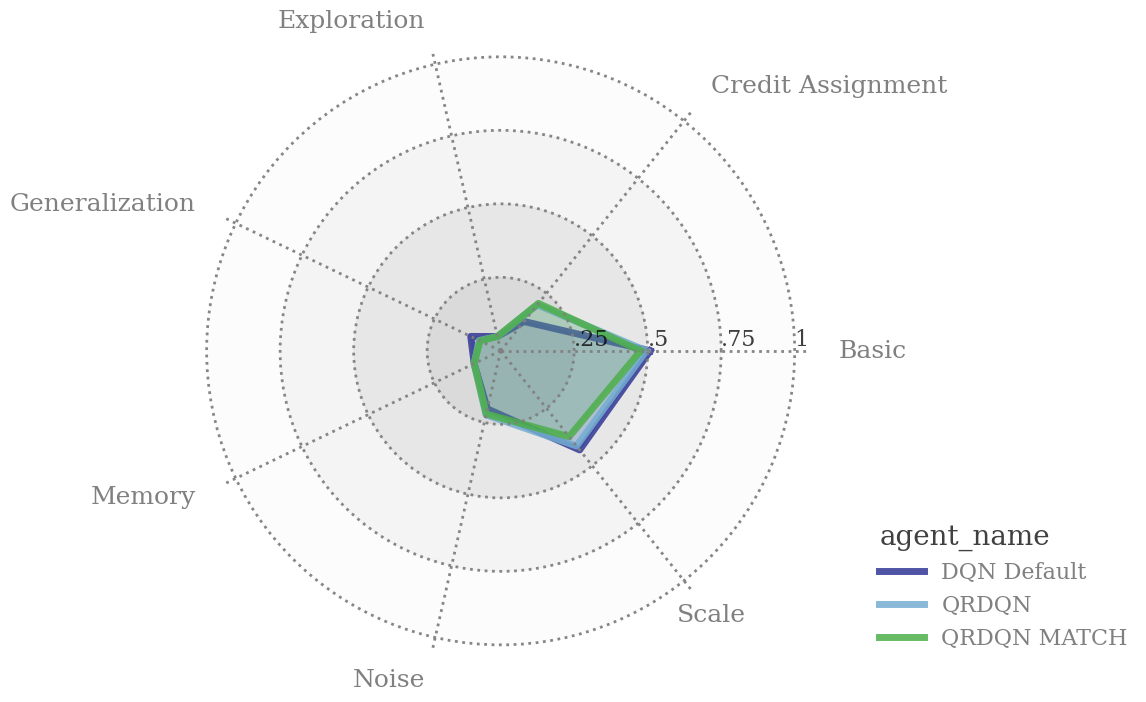 Exploration
Credit Assignment
Generalization
.25
.5
.75
1
Basic
Memory
Scale
Noise
agent_name
DQN Default
QRDQN
QRDQN MATCH